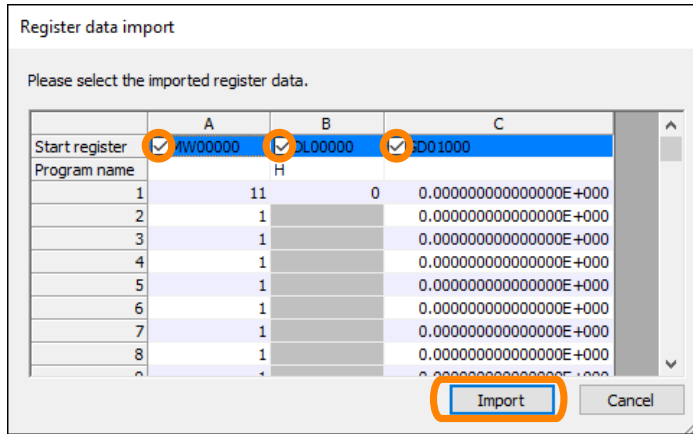 Register data import
Please select the imported register data.
A B C
Start register MW00000 DL00000 GD01000
Program name H
1 11 0 0.000000000000000E+000
2 1 0.000000000000000E+000
3 1 0.000000000000000E+000
4 1 0.000000000000000E+000
5 1 0.000000000000000E+000
6 1 0.000000000000000E+000
7 1 0.000000000000000E+000
8 1 0.000000000000000E+000
Import Cancel